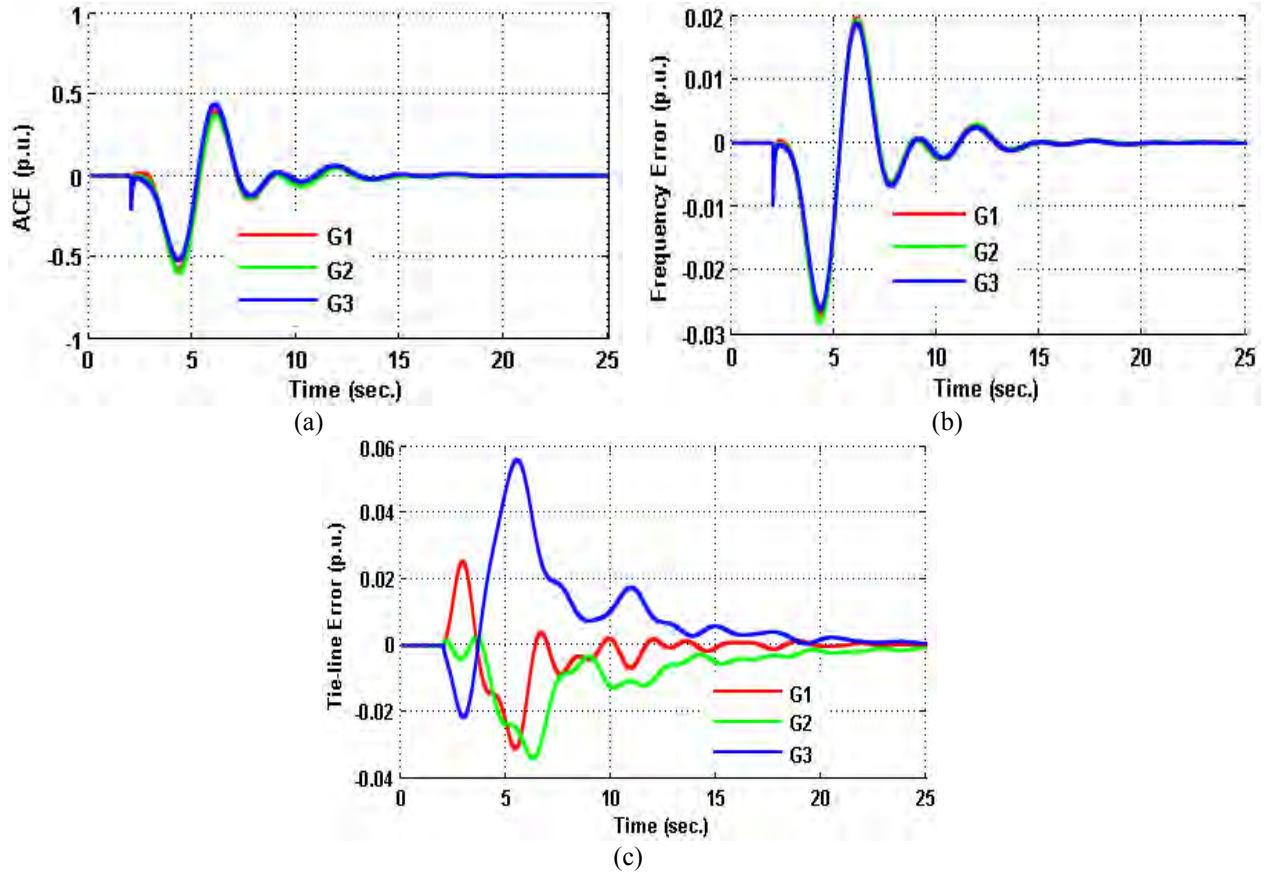 1
0.5
0
-0.5
-1
ACE (p.u.)
G1
G2
G3
0 5 10 15 20 25
Time (sec.)
(a)
0.02
0.01
0
-0.01
-0.02
-0.03
Frequency Error (p.u.)
G1
G2
G3
0 5 10 15 20 25
Time (sec.)
(b)
0.06
0.04
0.02
0
-0.02
-0.04
Tie-line Error (p.u.)
G1
G2
G3
0 5 10 15 20 25
Time (sec.)
(c)